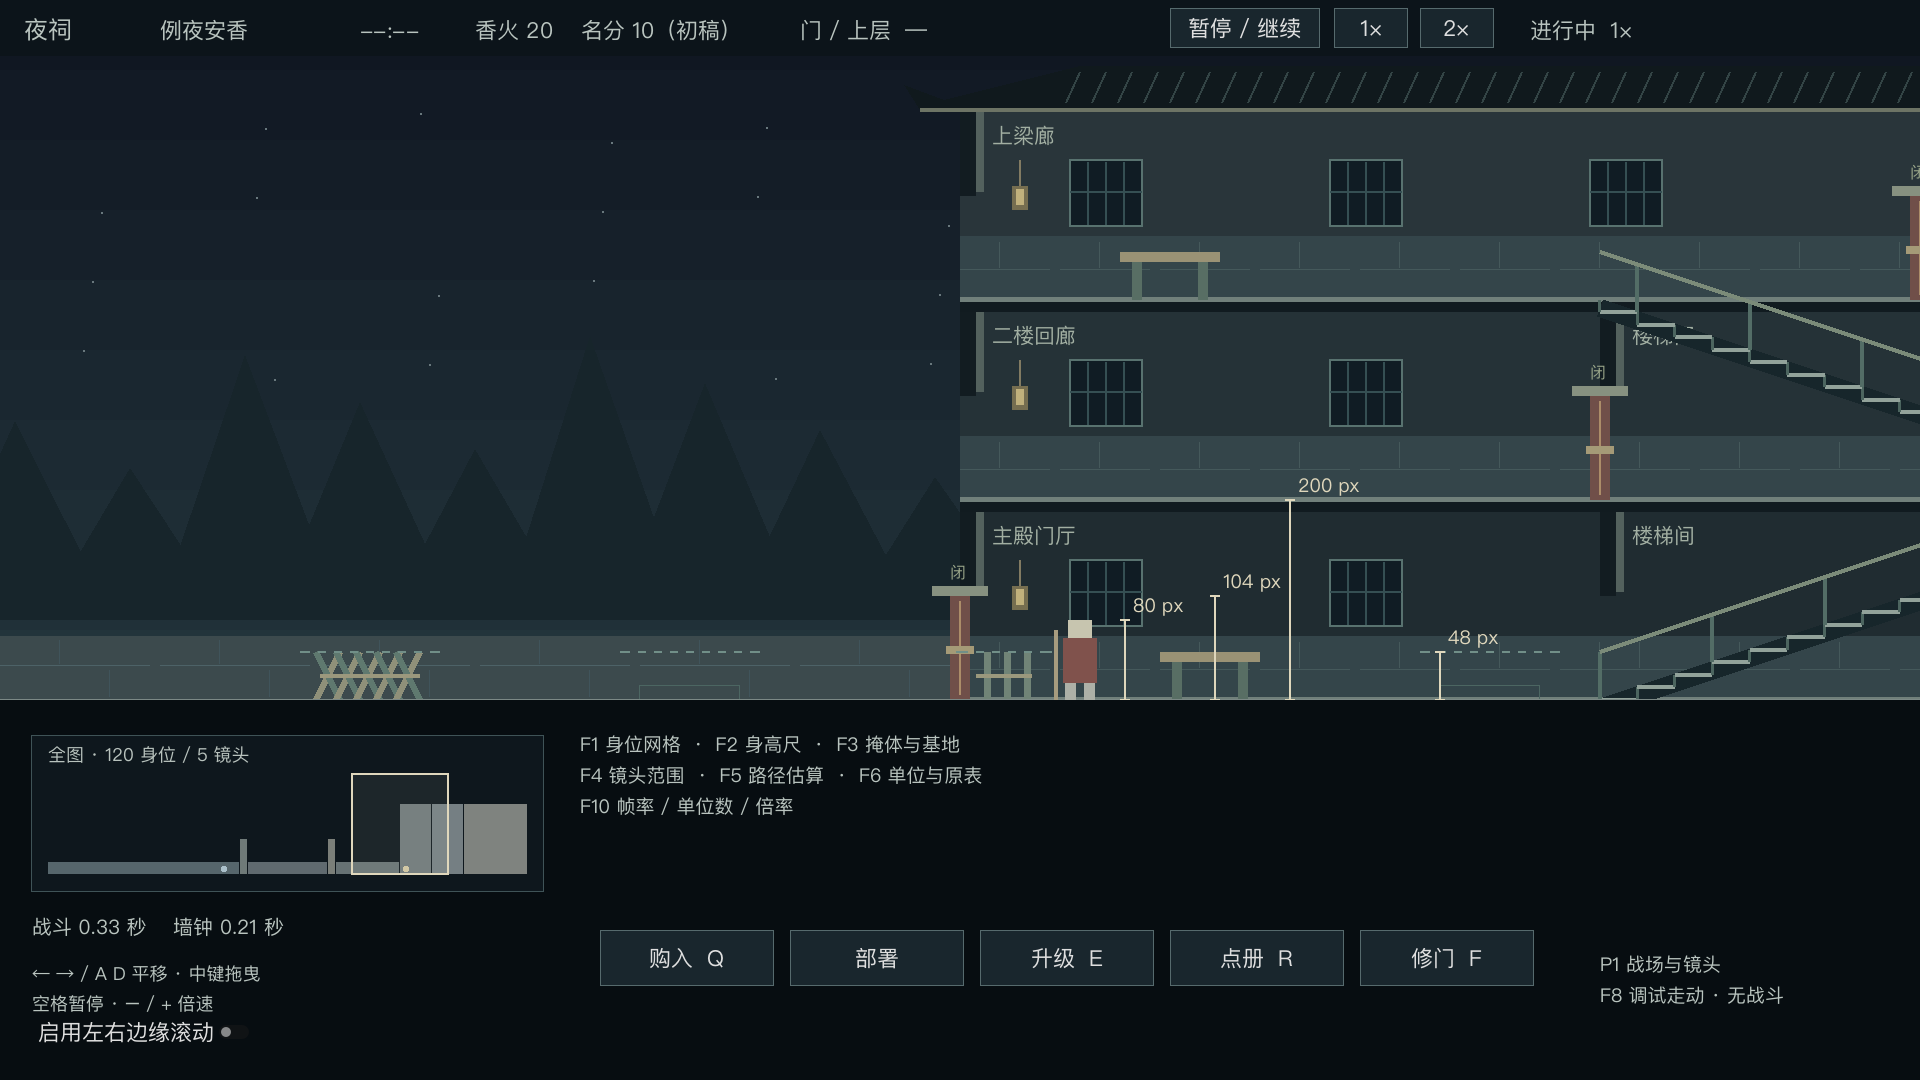 夜祠 例夜安香 --:-- 香火 20 名分 10（初稿） 门 / 上层 — 暂停 / 继续 1× 2× 进行中 1×
上梁廊
二楼回廊
闭
200 px
主殿门厅
楼梯间
闭
104 px
80 px
48 px
全图 · 120 身位 / 5 镜头
F1 身位网格 · F2 身高尺 · F3 掩体与基地
F4 镜头范围 · F5 路径估算 · F6 单位与原表
F10 帧率 / 单位数 / 倍率
战斗 0.33 秒 墙钟 0.21 秒
购入 Q 部署 升级 E 点册 R 修门 F
←→ / A D 平移 · 中键拖曳
空格暂停 · − / + 倍速
启用左右边缘滚动
P1 战场与镜头
F8 调试走动 · 无战斗